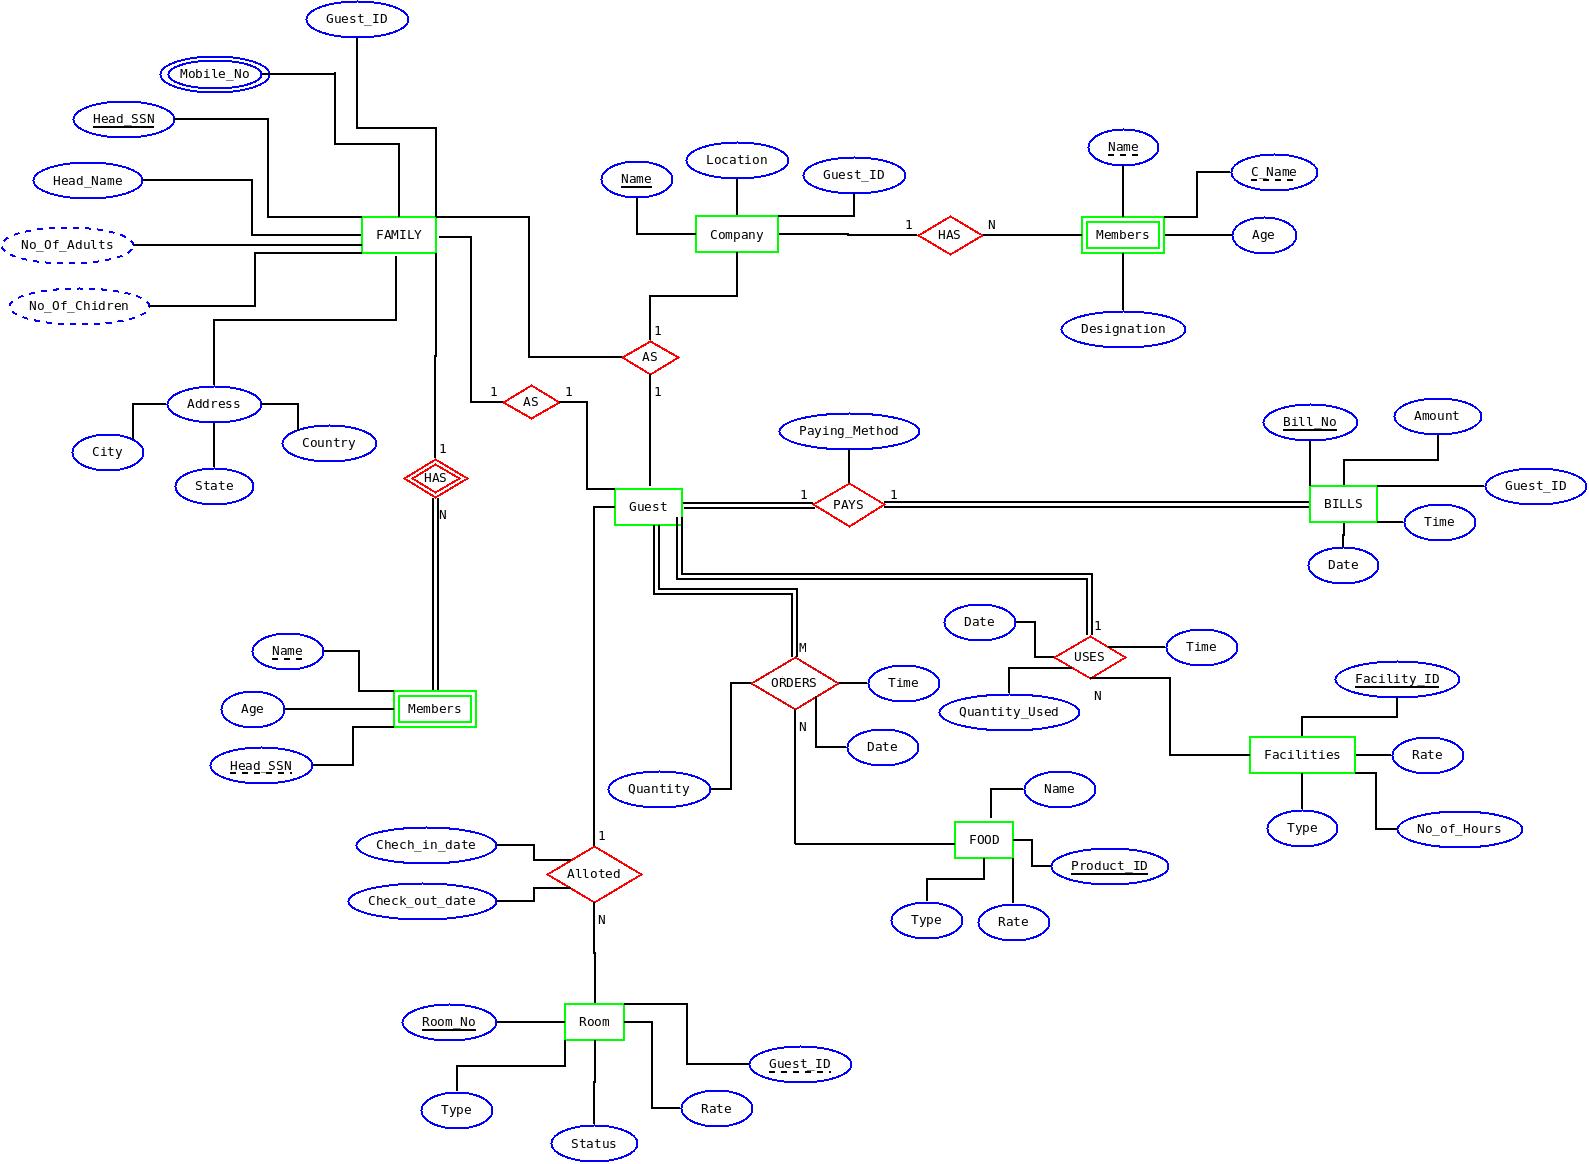 Guest_ID
Mobile_No
Head_SSN
Head_Name
No_Of_Adults
No_Of_Chidren
FAMILY
Address
City
State
Country
Name
Location
Guest_ID
Company
1
HAS
N
Name
C_Name
Members
Age
Designation
1
AS
1
1
AS
1
1
HAS
N
Name
Age
Head_SSN
Members
Guest
Paying_Method
1
PAYS
1
Bill_No
Amount
BILLS
Guest_ID
Time
Date
M
ORDERS
N
Time
Date
Quantity
Date
1
USES
N
Time
Quantity_Used
Facility_ID
Facilities
Rate
Type
No_of_Hours
Name
FOOD
Product_ID
Type
Rate
1
Chech_in_date
Alloted
Check_out_date
N
Room_No
Room
Guest_ID
Type
Rate
Status